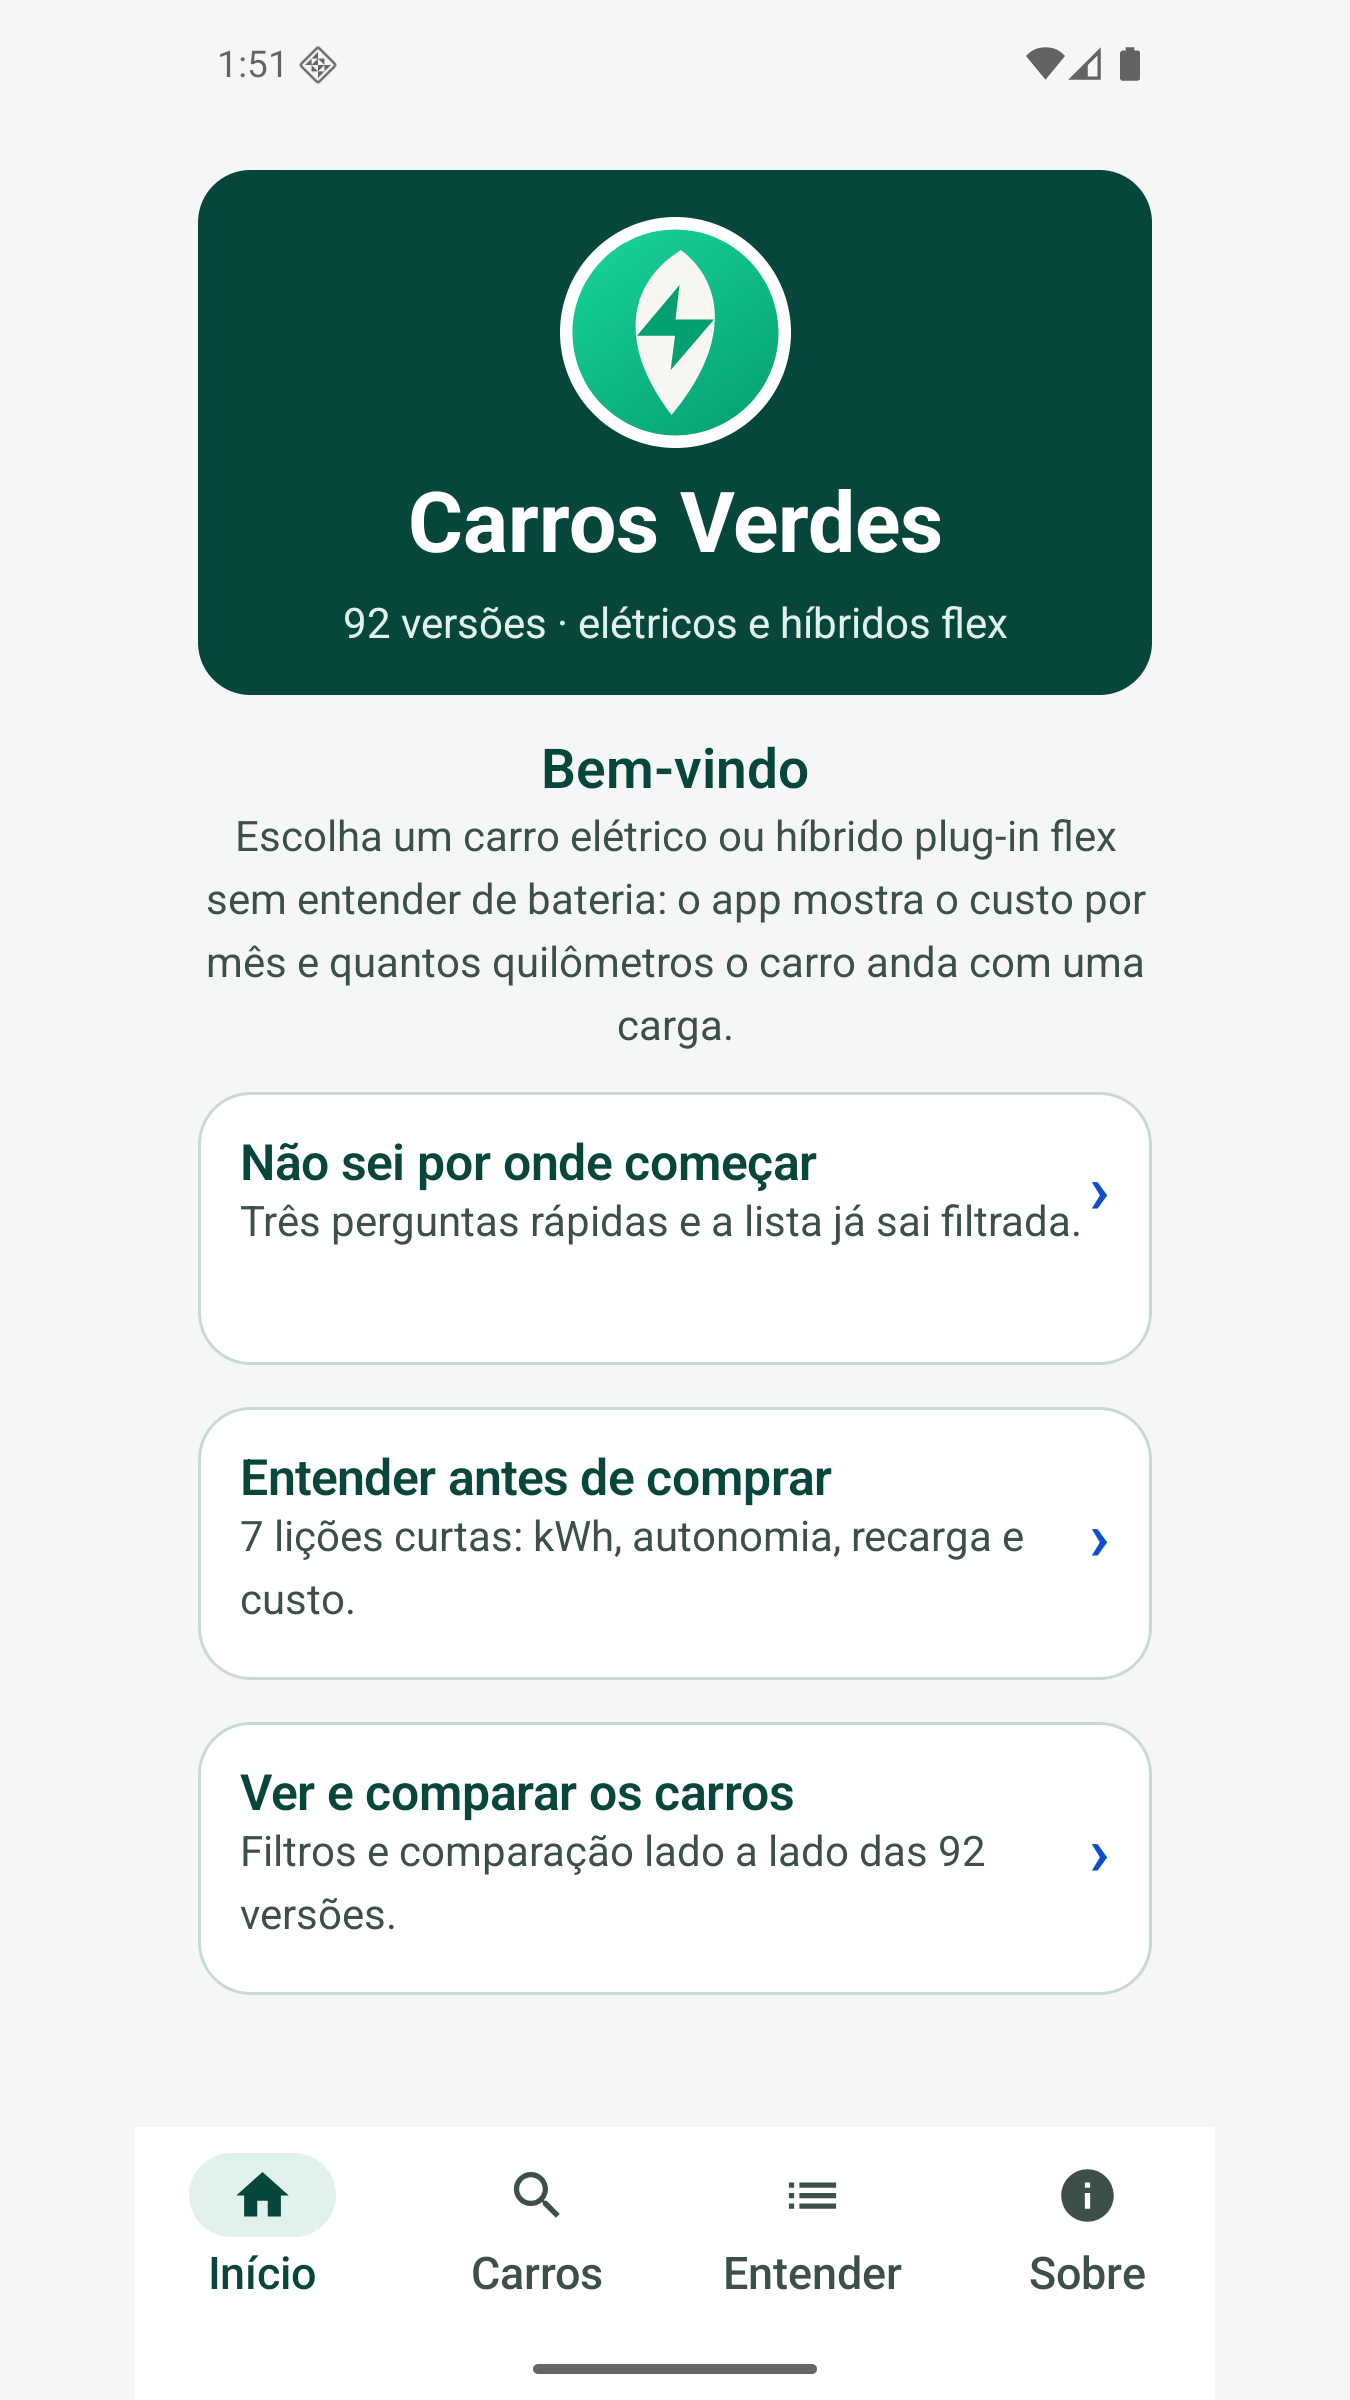 1:51
Carros Verdes
92 versões · elétricos e híbridos flex
Bem-vindo
Escolha um carro elétrico ou híbrido plug-in flex
sem entender de bateria: o app mostra o custo por
mês e quantos quilômetros o carro anda com uma
carga.
Não sei por onde começar
Três perguntas rápidas e a lista já sai filtrada.
Entender antes de comprar
7 lições curtas: kWh, autonomia, recarga e
custo.
Ver e comparar os carros
Filtros e comparação lado a lado das 92
versões.
Início
Carros
Entender
Sobre